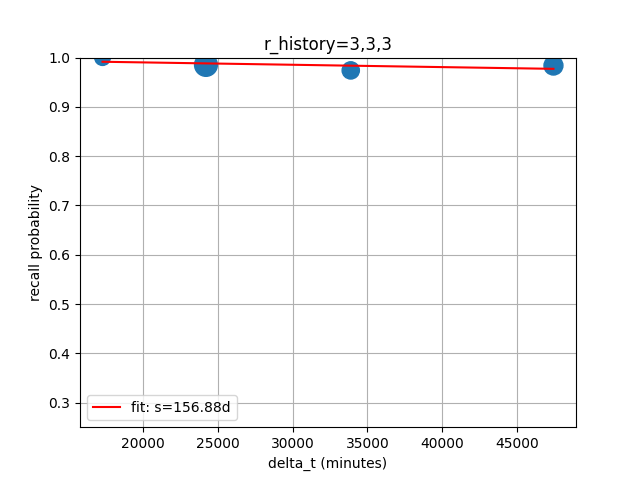 r_history=3,3,3
recall probability
1.0
0.9
0.8
0.7
0.6
0.5
0.4
0.3
fit: s=156.88d
20000 25000 30000 35000 40000 45000
delta_t (minutes)